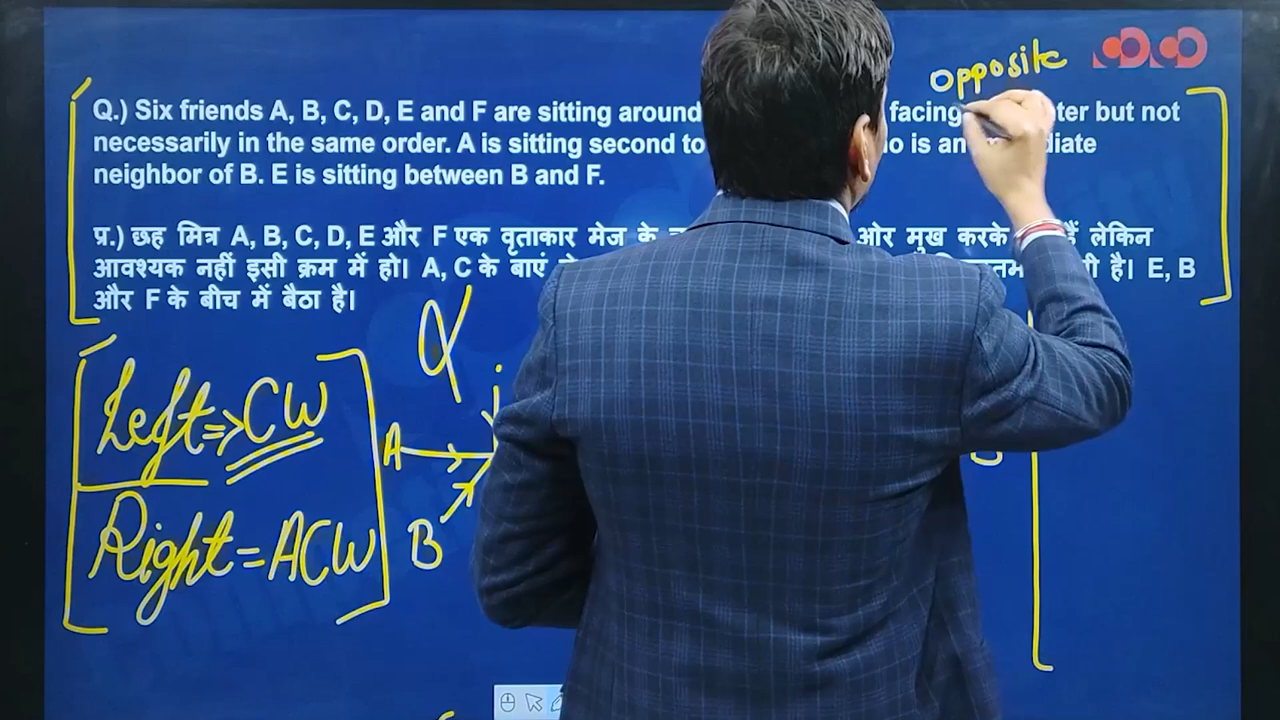 opposite
Q.) Six friends A, B, C, D, E and F are sitting around facing but not
necessarily in the same order. A is sitting second to is an
neighbor of B. E is sitting between B and F.
प्र.) छह मित्र A, B, C, D, E और F एक वृताकार मेज के ओर मुख करके लेकिन
आवश्यक नहीं इसी क्रम में हो। A, C के बाएं है। E, B
और F के बीच में बैठा है।
Left => CW
Right = ACW
A
B